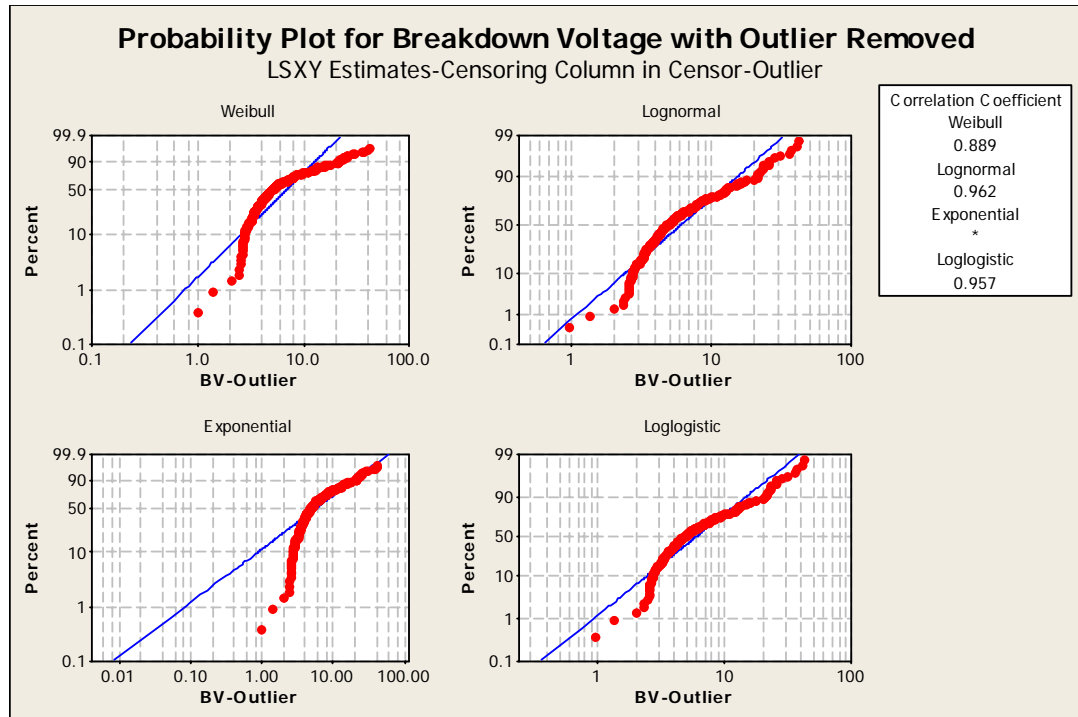 Probability Plot for Breakdown Voltage with Outlier Removed
LSXY Estimates-Censoring Column in Censor-Outlier
Weibull
99.9
90
50
10
1
0.1
Percent
0.1 1.0 10.0 100.0
BV-Outlier
Lognormal
99
90
50
10
1
0.1
Percent
1 10 100
BV-Outlier
Correlation Coefficient
Weibull
0.889
Lognormal
0.962
Exponential
*
Loglogistic
0.957
Exponential
99.9
90
50
10
1
0.1
Percent
0.01 0.10 1.00 10.00 100.00
BV-Outlier
Loglogistic
99
90
50
10
1
0.1
Percent
1 10 100
BV-Outlier